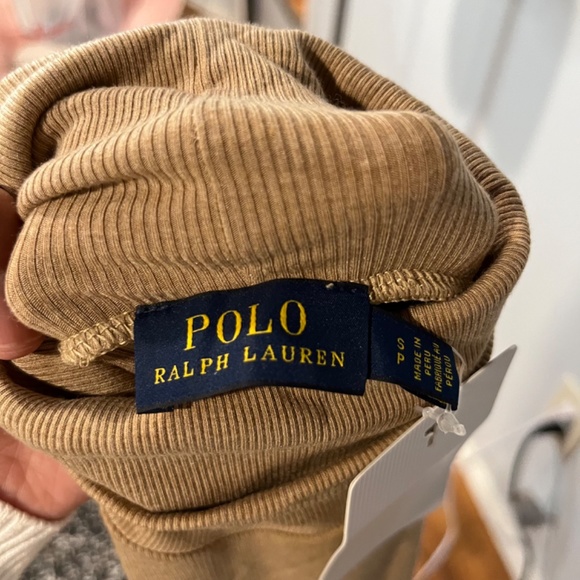 POLO
RALPH LAUREN
S
P
MADE IN
PERU
FABRIQUÉ AU
PÉROU